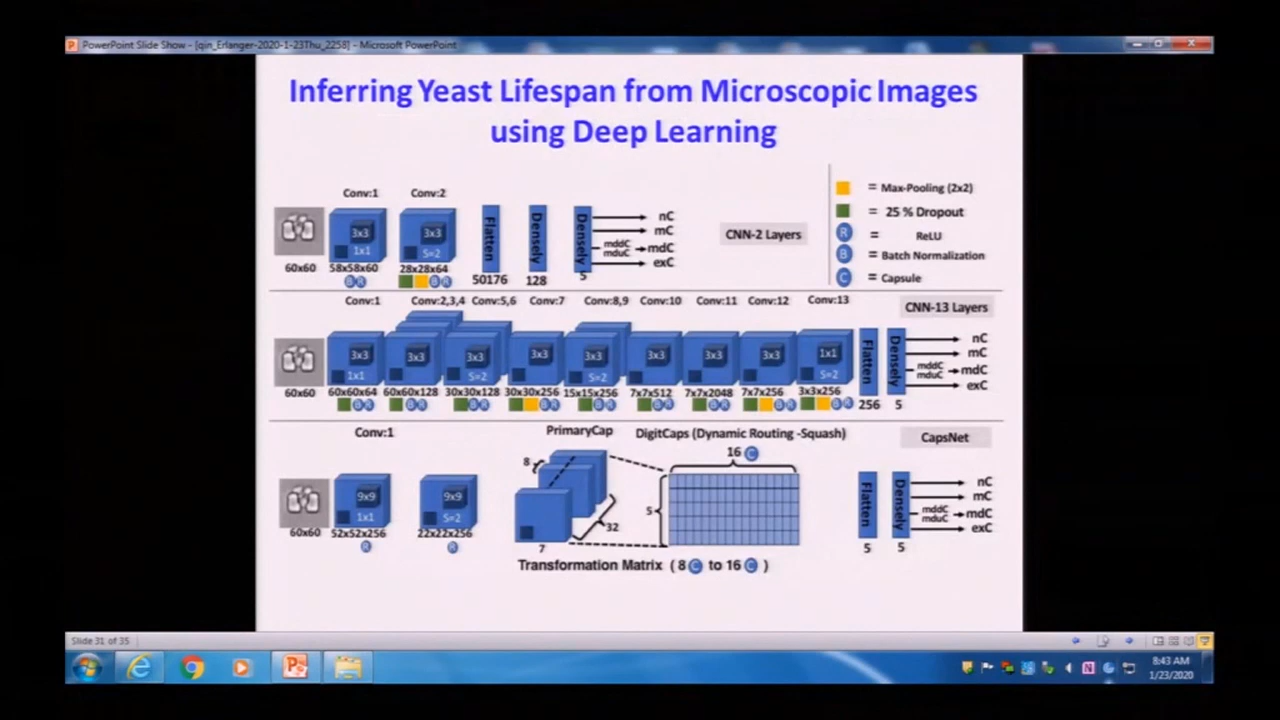 PowerPoint Slide Show - [qin_Erlanger-2020-1-23Thu_2258] - Microsoft PowerPoint
Inferring Yeast Lifespan from Microscopic Images
using Deep Learning
Conv:1 Conv:2
3x3 3x3
1x1 S=2
60x60 58x58x60 28x28x64
B R B R
Flatten Densely Densely
50176 128 5
nC
mC
mddC mdC
mduC
exC
CNN-2 Layers
= Max-Pooling (2x2)
= 25 % Dropout
R = ReLU
B = Batch Normalization
C = Capsule
Conv:1 Conv:2,3,4 Conv:5,6 Conv:7 Conv:8,9 Conv:10 Conv:11 Conv:12 Conv:13
CNN-13 Layers
3x3 3x3 3x3 3x3 3x3 3x3 3x3 3x3 1x1
1x1 S=2 S=2 S=2
60x60 60x60x64 60x60x128 30x30x128 30x30x256 15x15x256 7x7x512 7x7x2048 7x7x256 3x3x256
B R B R B R B R B R B R B R B R B R
Flatten Densely
256 5
nC
mC
mddC mdC
mduC
exC
Conv:1 PrimaryCap DigitCaps (Dynamic Routing -Squash) CapsNet
9x9 9x9
1x1 S=2
60x60 52x52x256 22x22x256
R R
8
32
7
16 C
5
Transformation Matrix ( 8 C to 16 C )
Flatten Densely
5 5
nC
mC
mddC mdC
mduC
exC
Slide 31 of 35
8:43 AM
1/23/2020